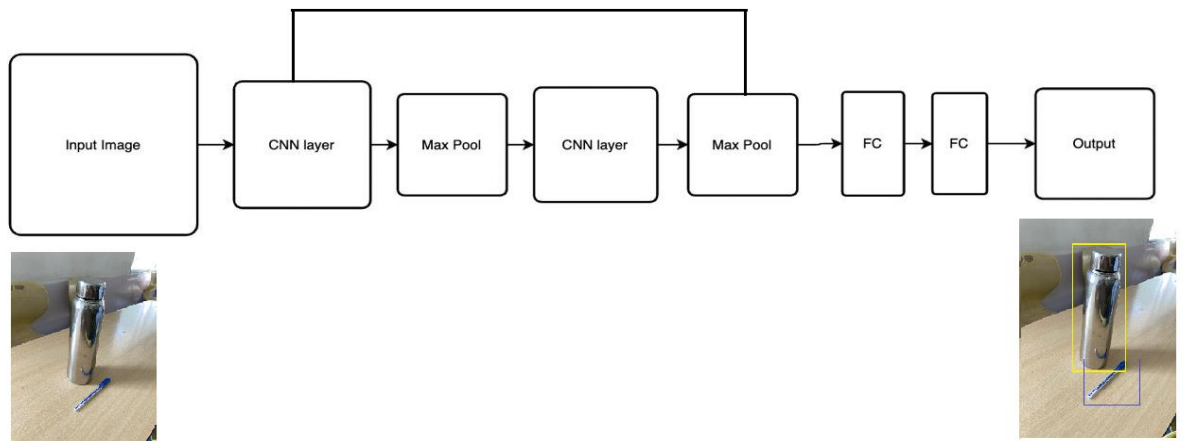 Input Image
CNN layer
Max Pool
CNN layer
Max Pool
FC
FC
Output